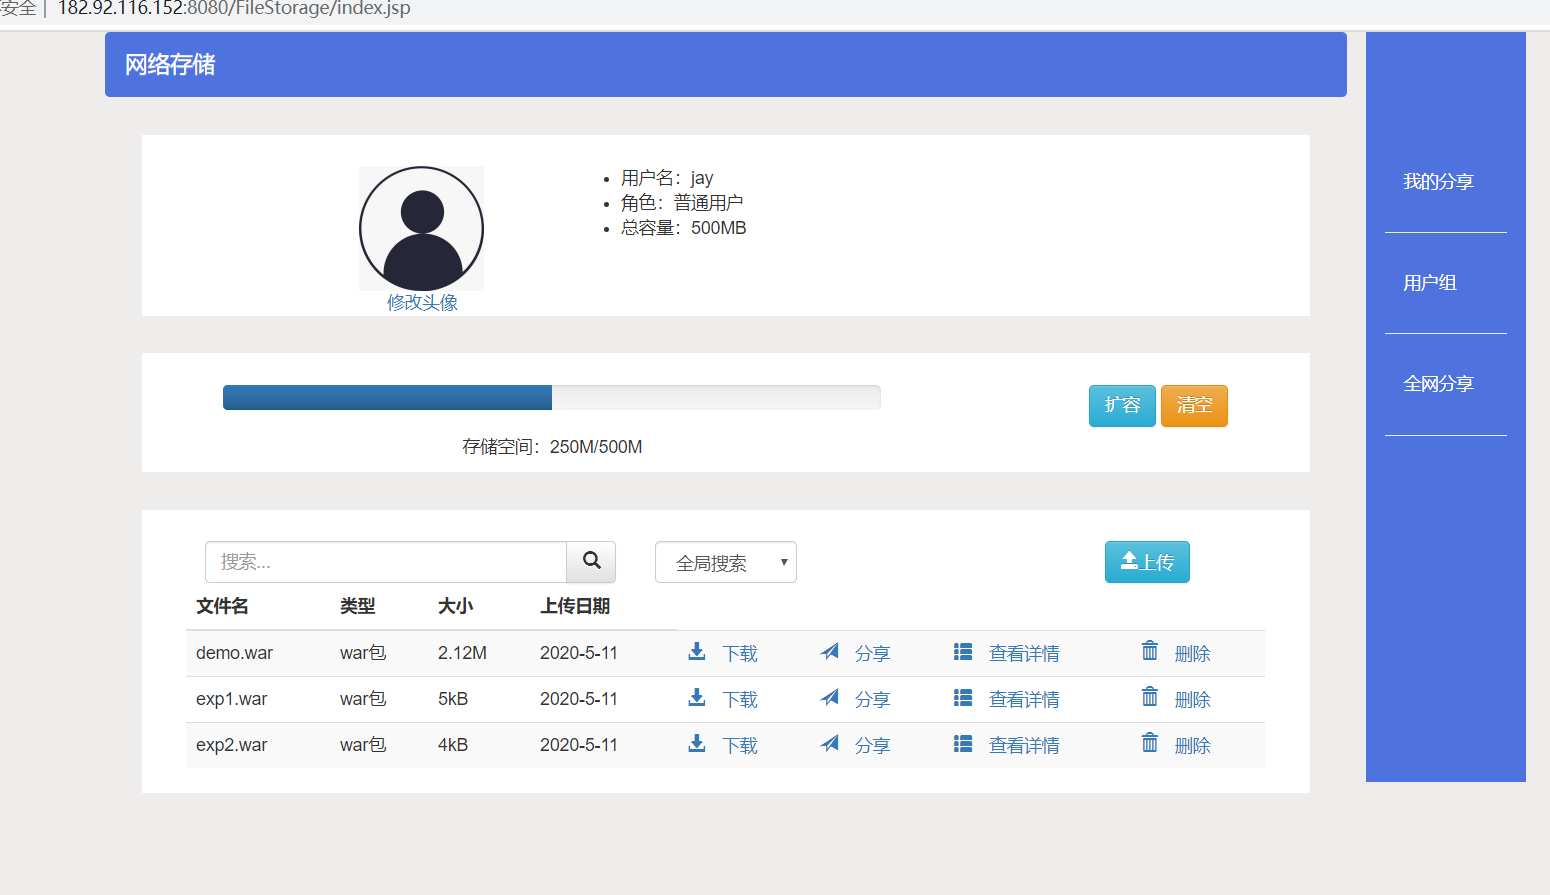 安全 | 182.92.116.152:8080/FileStorage/index.jsp
网络存储
用户名：jay
角色：普通用户
总容量：500MB
修改头像
存储空间：250M/500M
扩容 清空
搜索... 全局搜索 上传
文件名 类型 大小 上传日期
demo.war war包 2.12M 2020-5-11 下载 分享 查看详情 删除
exp1.war war包 5kB 2020-5-11 下载 分享 查看详情 删除
exp2.war war包 4kB 2020-5-11 下载 分享 查看详情 删除
我的分享
用户组
全网分享